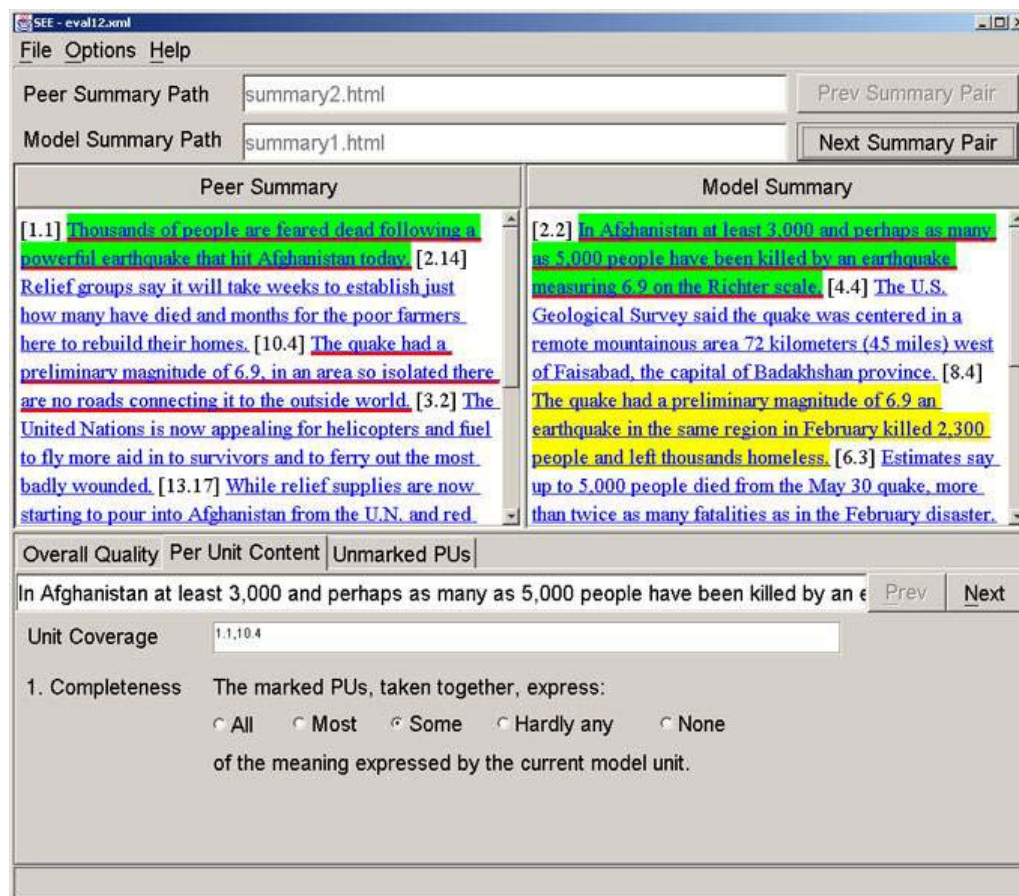 SEE - eval12.xml
File Options Help
Peer Summary Path summary2.html Prev Summary Pair
Model Summary Path summary1.html Next Summary Pair
Peer Summary
[1.1] Thousands of people are feared dead following a
powerful earthquake that hit Afghanistan today. [2.14]
Relief groups say it will take weeks to establish just
how many have died and months for the poor farmers
here to rebuild their homes. [10.4] The quake had a
preliminary magnitude of 6.9, in an area so isolated there
are no roads connecting it to the outside world. [3.2] The
United Nations is now appealing for helicopters and fuel
to fly more aid in to survivors and to ferry out the most
badly wounded. [13.17] While relief supplies are now
starting to pour into Afghanistan from the U.N. and red
Model Summary
[2.2] In Afghanistan at least 3,000 and perhaps as many
as 5,000 people have been killed by an earthquake
measuring 6.9 on the Richter scale. [4.4] The U.S.
Geological Survey said the quake was centered in a
remote mountainous area 72 kilometers (45 miles) west
of Faisabad, the capital of Badakhshan province. [8.4]
The quake had a preliminary magnitude of 6.9 an
earthquake in the same region in February killed 2,300
people and left thousands homeless. [6.3] Estimates say
up to 5,000 people died from the May 30 quake, more
than twice as many fatalities as in the February disaster.
Overall Quality Per Unit Content Unmarked PUs
In Afghanistan at least 3,000 and perhaps as many as 5,000 people have been killed by an e Prev Next
Unit Coverage 1.1,10.4
1. Completeness The marked PUs, taken together, express:
All Most Some Hardly any None
of the meaning expressed by the current model unit.